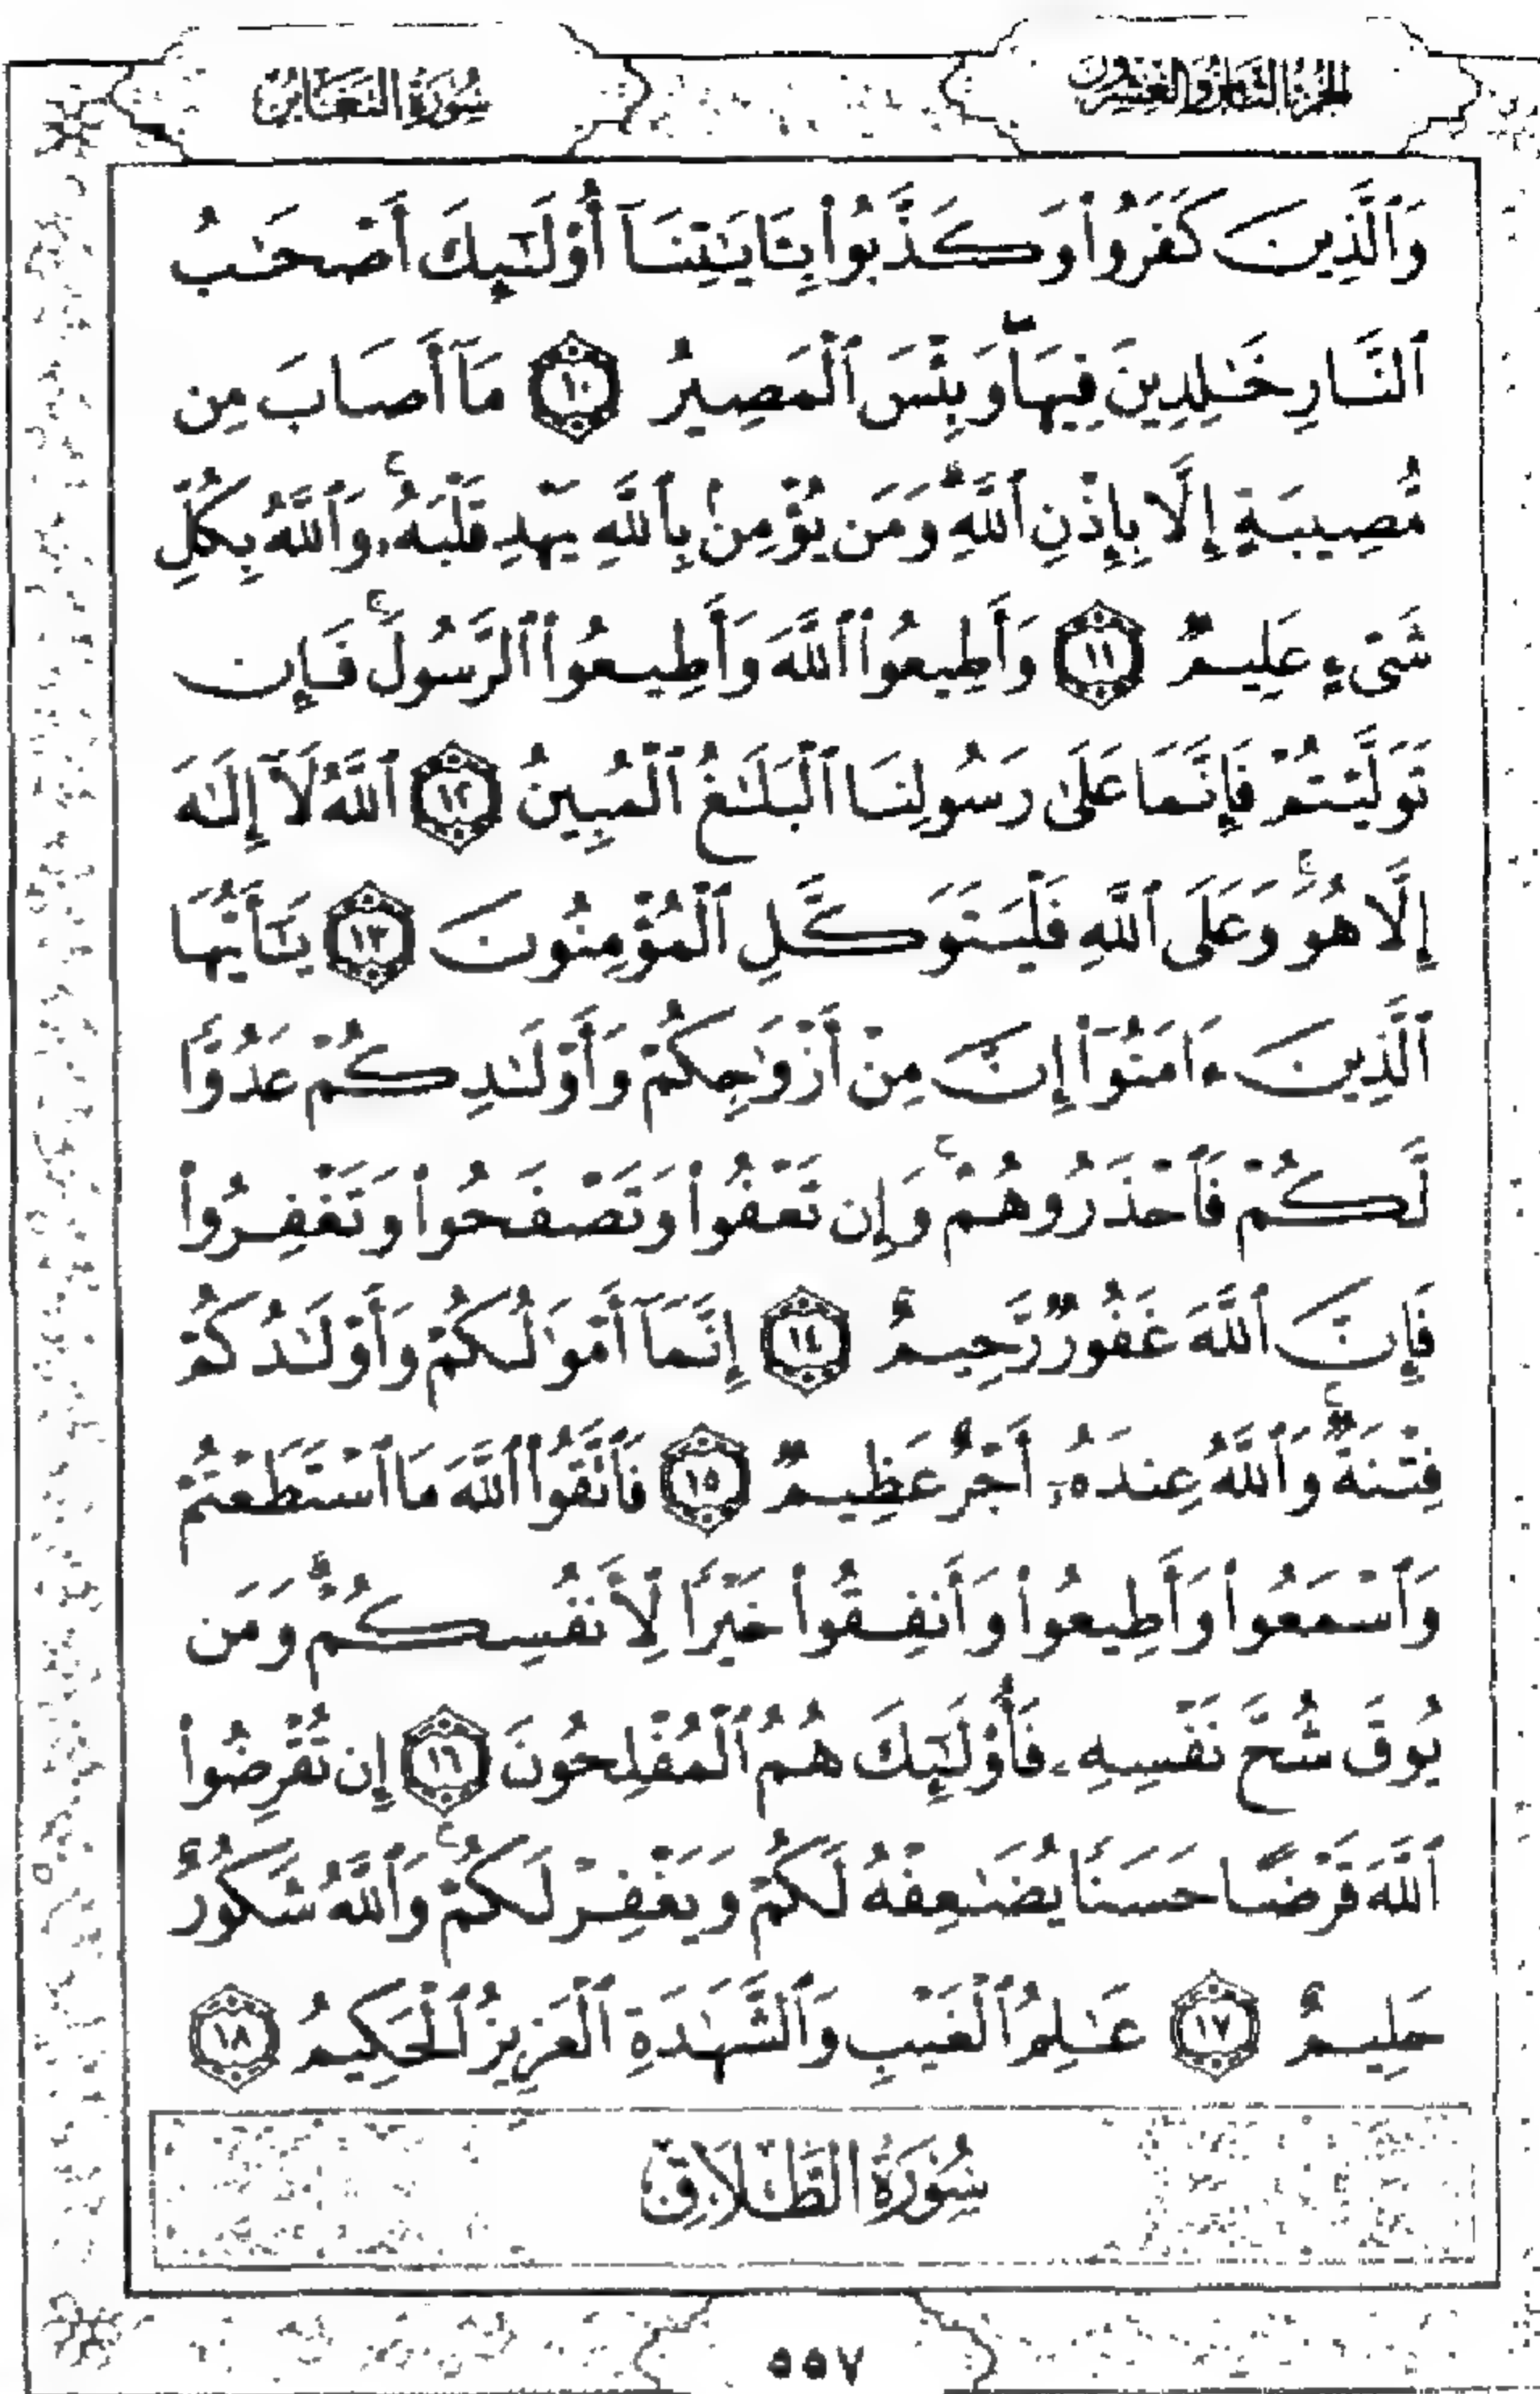 الجزء الثامن والعشرون
سورة التغابن
وَٱلَّذِينَ كَفَرُوا۟ وَكَذَّبُوا۟ بِـَٔايَـٰتِنَآ أُو۟لَـٰٓئِكَ أَصْحَـٰبُ
ٱلنَّارِ خَـٰلِدِينَ فِيهَا ۖ وَبِئْسَ ٱلْمَصِيرُ ١٠ مَآ أَصَابَ مِن
مُّصِيبَةٍ إِلَّا بِإِذْنِ ٱللَّهِ ۗ وَمَن يُؤْمِنۢ بِٱللَّهِ يَهْدِ قَلْبَهُۥ ۚ وَٱللَّهُ بِكُلِّ
شَىْءٍ عَلِيمٌ ١١ وَأَطِيعُوا۟ ٱللَّهَ وَأَطِيعُوا۟ ٱلرَّسُولَ ۚ فَإِن
تَوَلَّيْتُمْ فَإِنَّمَا عَلَىٰ رَسُولِنَا ٱلْبَلَـٰغُ ٱلْمُبِينُ ١٢ ٱللَّهُ لَآ إِلَـٰهَ
إِلَّا هُوَ ۚ وَعَلَى ٱللَّهِ فَلْيَتَوَكَّلِ ٱلْمُؤْمِنُونَ ١٣ يَـٰٓأَيُّهَا
ٱلَّذِينَ ءَامَنُوٓا۟ إِنَّ مِنْ أَزْوَٰجِكُمْ وَأَوْلَـٰدِكُمْ عَدُوًّا
لَّكُمْ فَٱحْذَرُوهُمْ ۚ وَإِن تَعْفُوا۟ وَتَصْفَحُوا۟ وَتَغْفِرُوا۟
فَإِنَّ ٱللَّهَ غَفُورٌ رَّحِيمٌ ١٤ إِنَّمَآ أَمْوَٰلُكُمْ وَأَوْلَـٰدُكُمْ
فِتْنَةٌ ۚ وَٱللَّهُ عِندَهُۥٓ أَجْرٌ عَظِيمٌ ١٥ فَٱتَّقُوا۟ ٱللَّهَ مَا ٱسْتَطَعْتُمْ
وَٱسْمَعُوا۟ وَأَطِيعُوا۟ وَأَنفِقُوا۟ خَيْرًا لِّأَنفُسِكُمْ ۗ وَمَن
يُوقَ شُحَّ نَفْسِهِۦ فَأُو۟لَـٰٓئِكَ هُمُ ٱلْمُفْلِحُونَ ١٦ إِن تُقْرِضُوا۟
ٱللَّهَ قَرْضًا حَسَنًا يُضَـٰعِفْهُ لَكُمْ وَيَغْفِرْ لَكُمْ ۚ وَٱللَّهُ شَكُورٌ
حَلِيمٌ ١٧ عَـٰلِمُ ٱلْغَيْبِ وَٱلشَّهَـٰدَةِ ٱلْعَزِيزُ ٱلْحَكِيمُ ١٨
سُورَةُ الطَّلَاقِ
٥٥٧